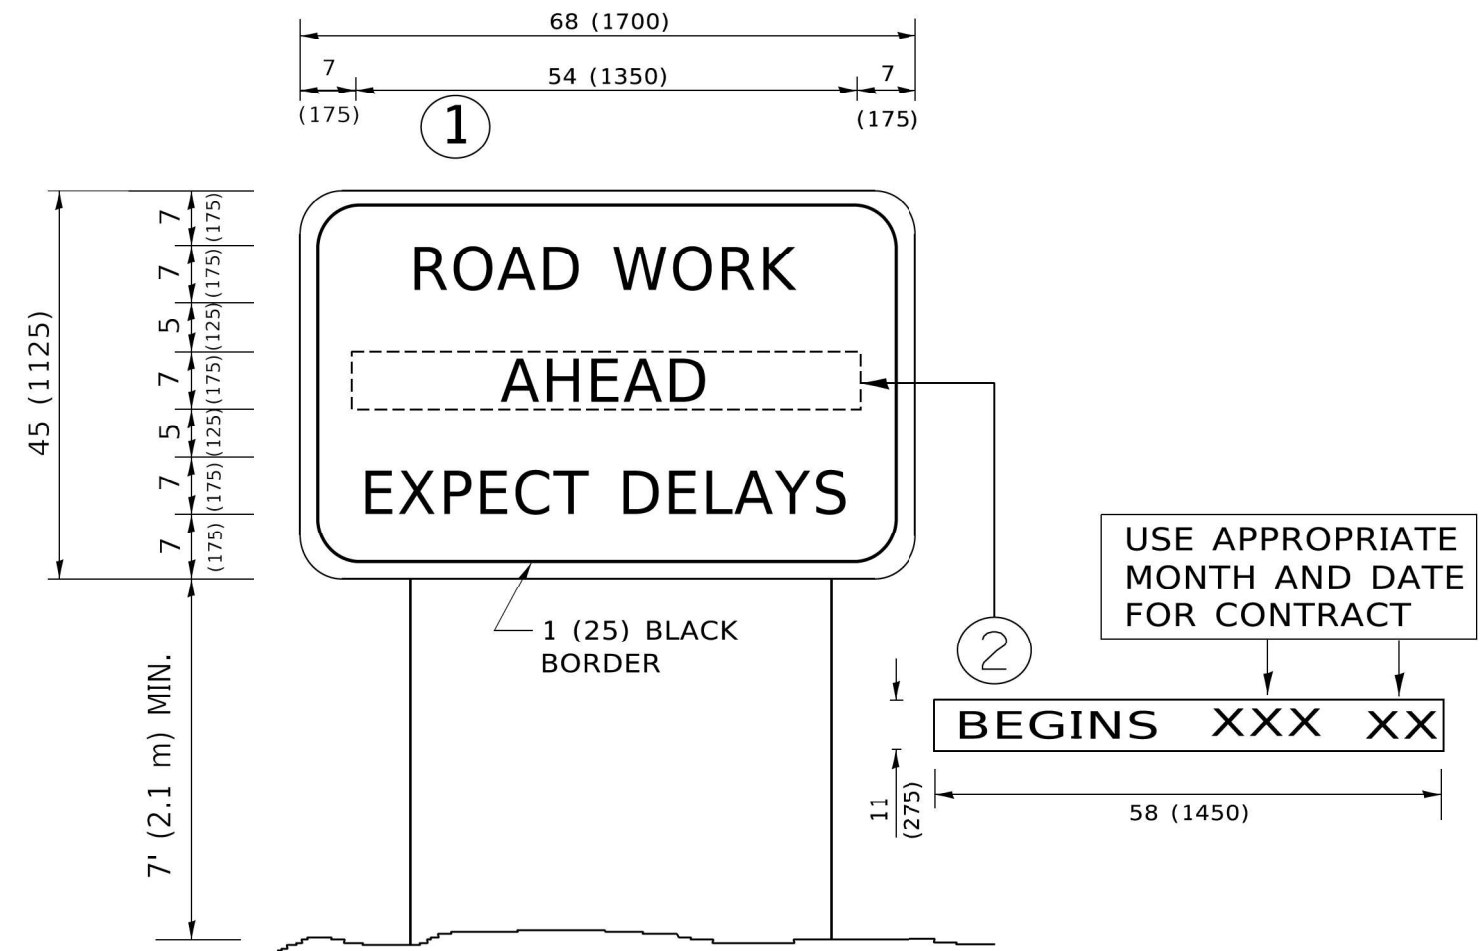 68 (1700)
7
54 (1350)
7
(175)
(175)
1
7
(175)
7
(175)
5
(125)
7
(175)
5
(125)
7
(175)
7
(175)
45 (1125)
ROAD WORK
AHEAD
EXPECT DELAYS
1 (25) BLACK
BORDER
7' (2.1 m) MIN.
2
USE APPROPRIATE
MONTH AND DATE
FOR CONTRACT
BEGINS XXX XX
11
(275)
58 (1450)